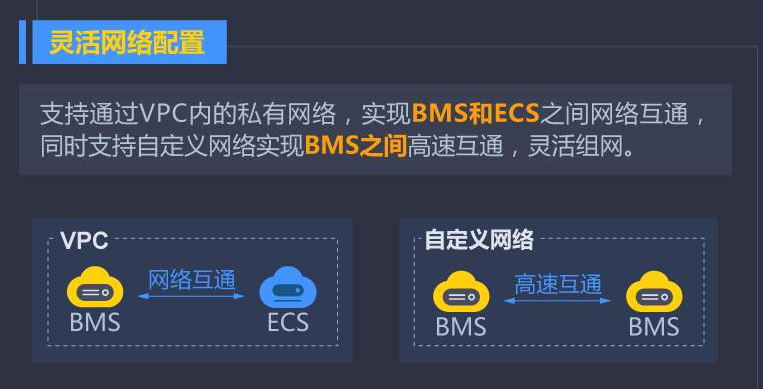 灵活网络配置
支持通过VPC内的私有网络，实现BMS和ECS之间网络互通，
同时支持自定义网络实现BMS之间高速互通，灵活组网。
VPC
网络互通
BMS
ECS
自定义网络
高速互通
BMS
BMS